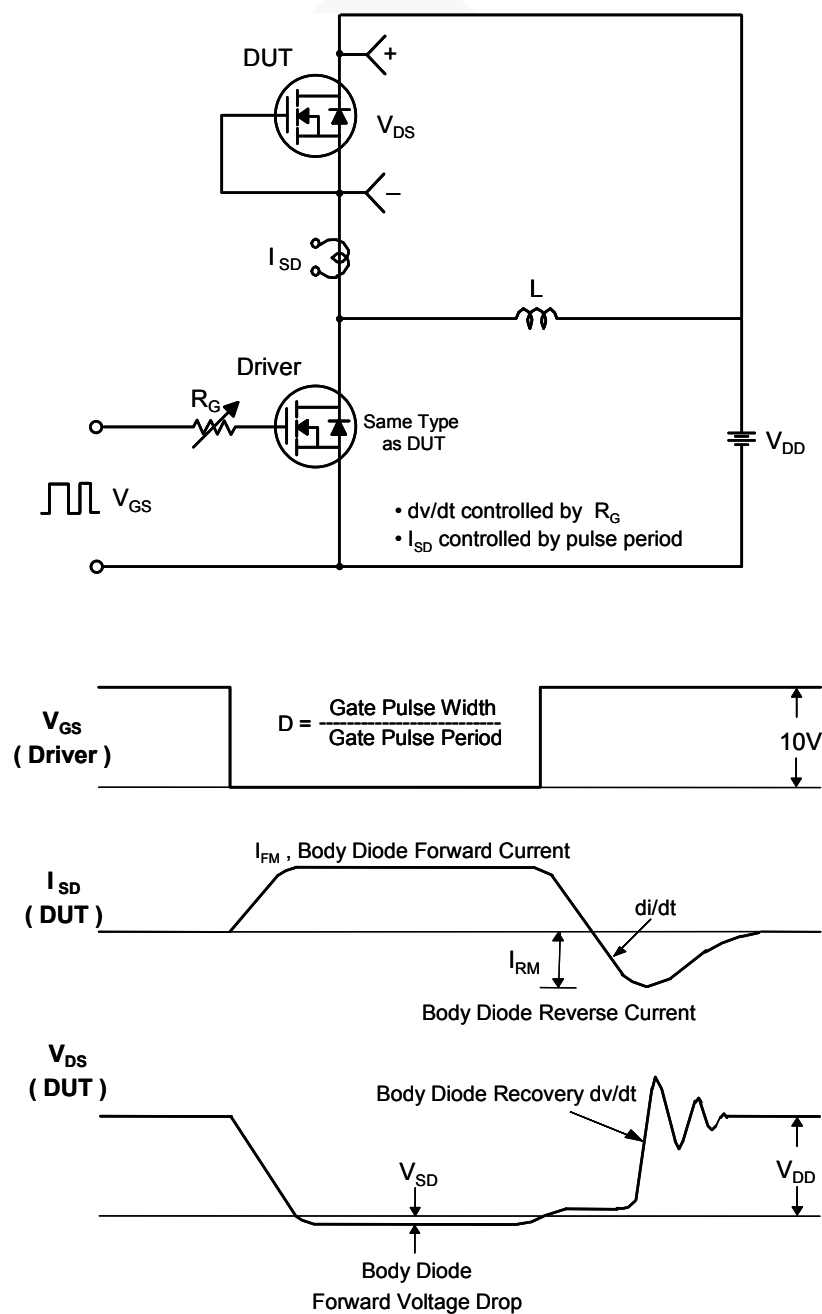 DUT
+
V_DS
–
I_SD
L
Driver
R_G
Same Type
as DUT
V_DD
V_GS
• dv/dt controlled by R_G
• I_SD controlled by pulse period
V_GS
( Driver )
D = Gate Pulse Width
Gate Pulse Period
10V
I_FM , Body Diode Forward Current
I_SD
( DUT )
di/dt
I_RM
Body Diode Reverse Current
V_DS
( DUT )
Body Diode Recovery dv/dt
V_SD
V_DD
Body Diode
Forward Voltage Drop